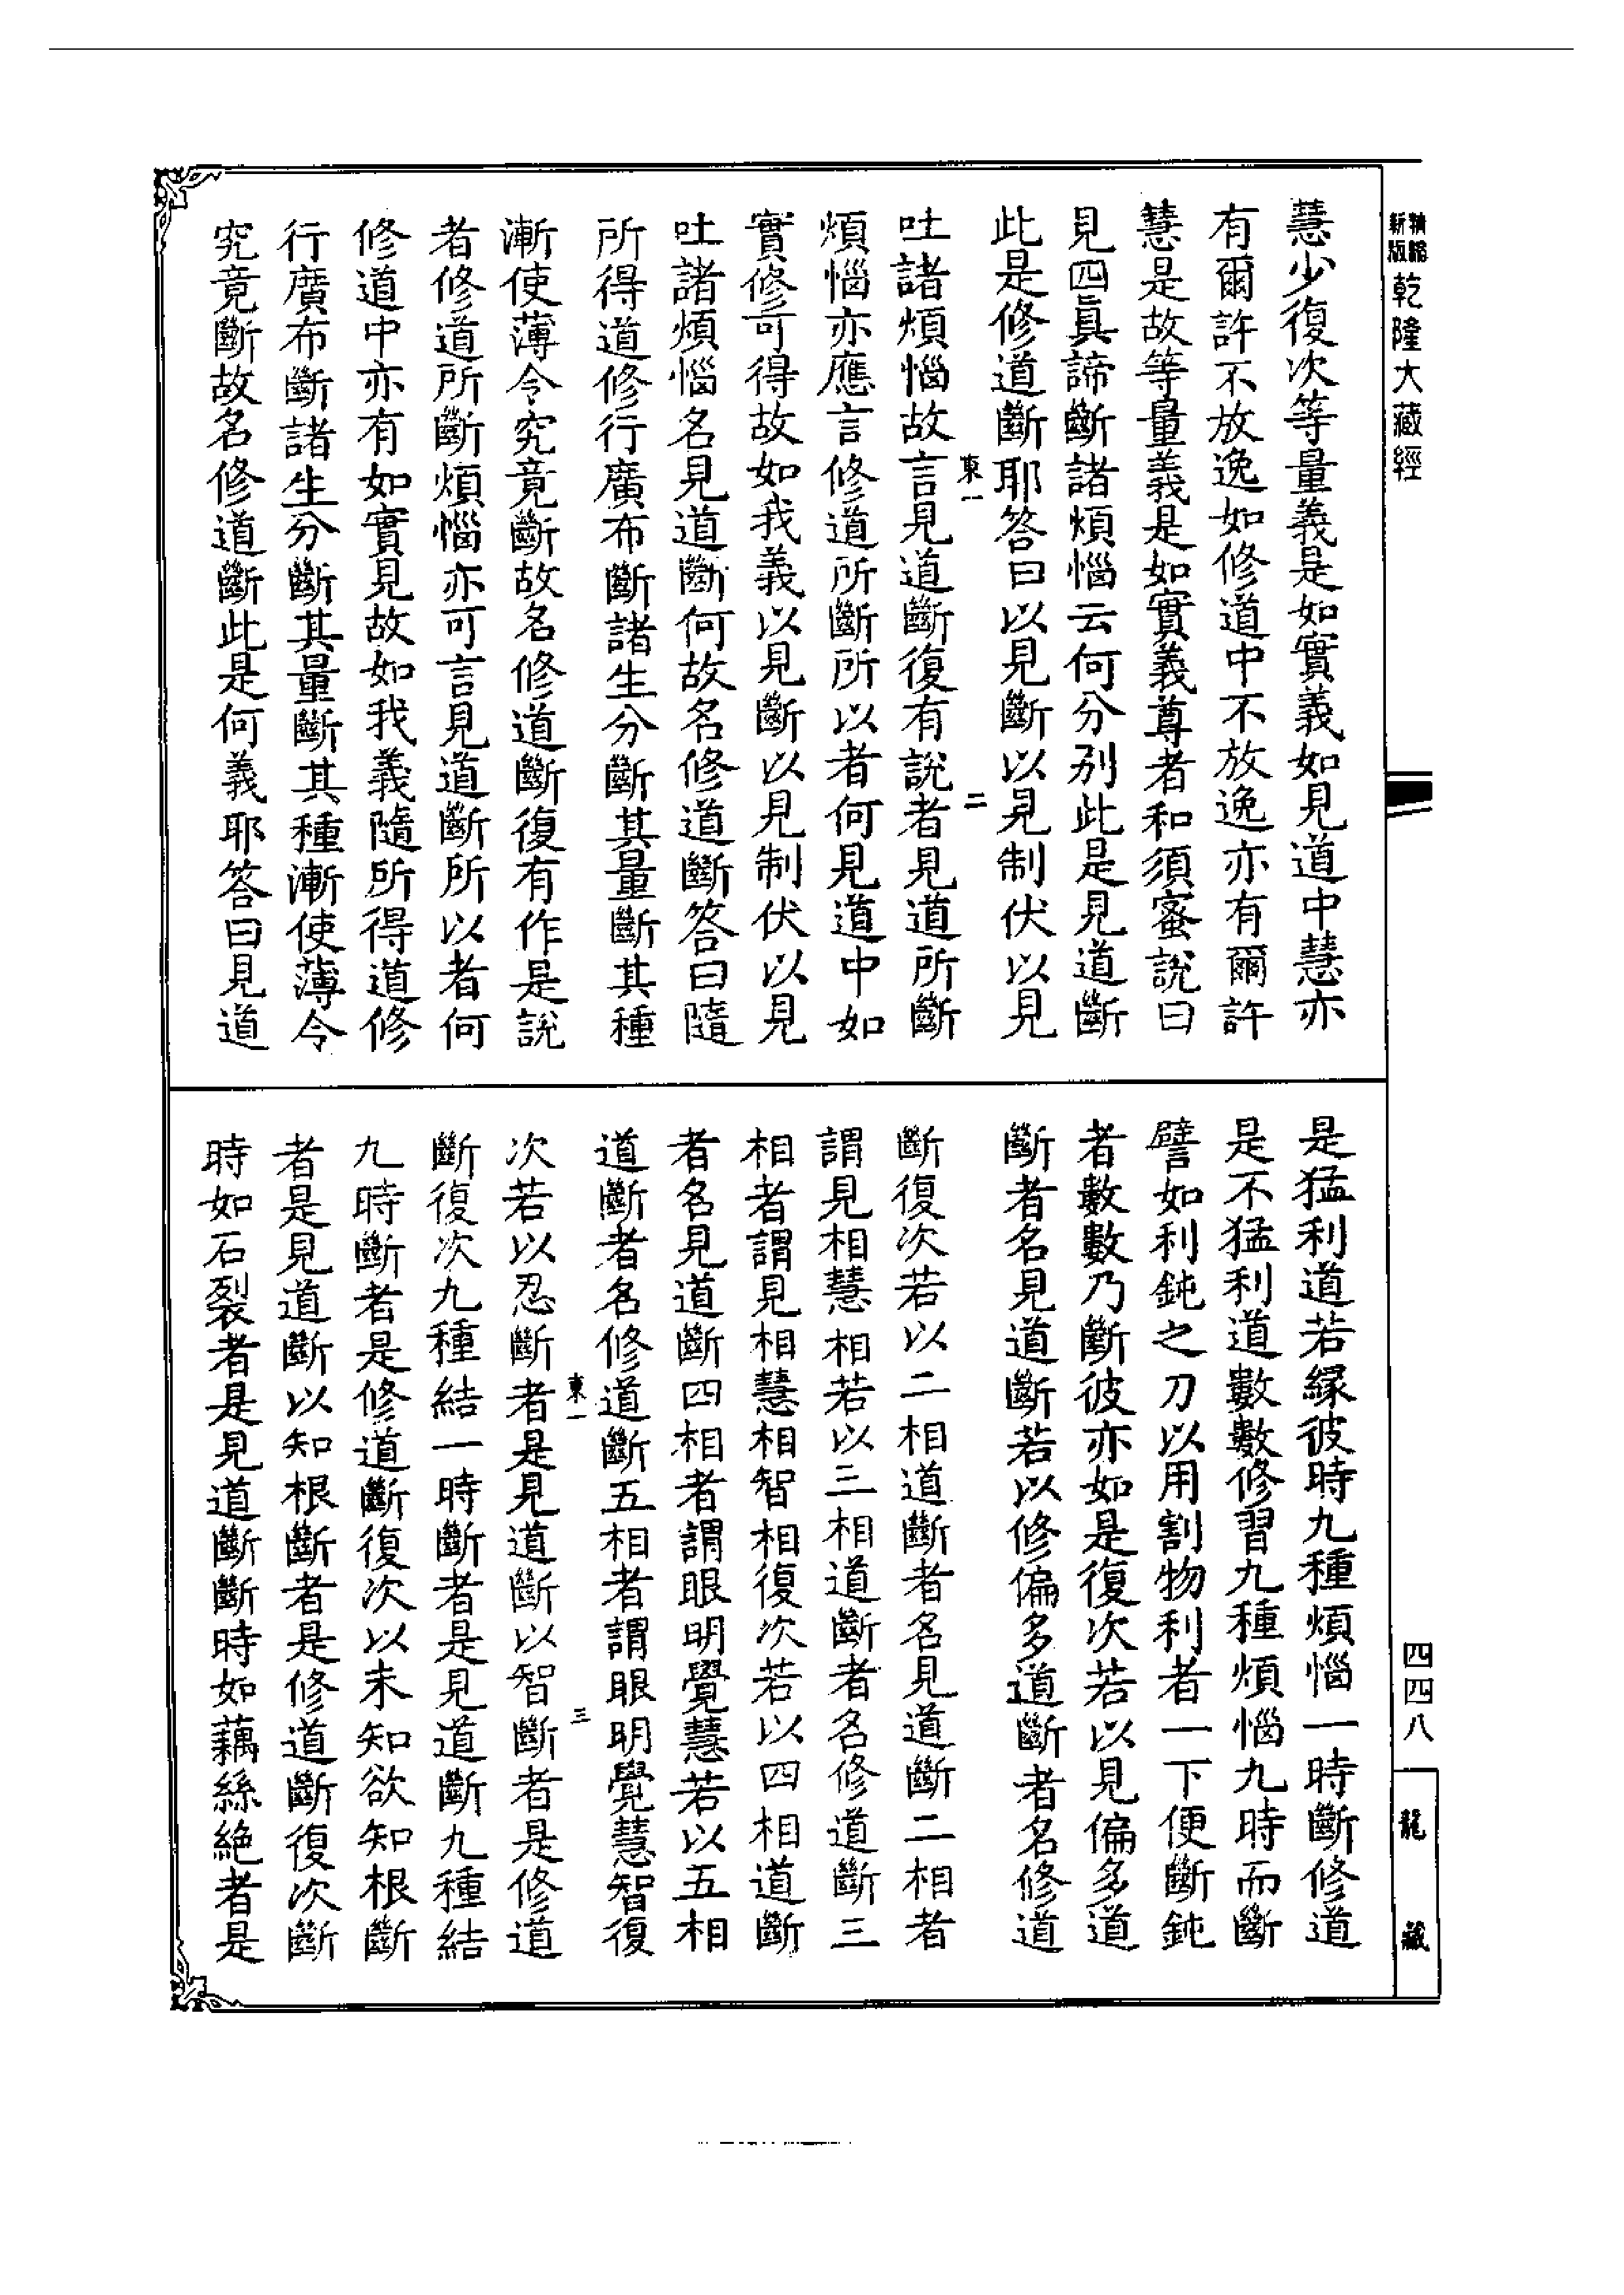 精縮
新版
乾隆大藏經
慧少復次等量義是如實義如見道中慧亦
有爾許不放逸如修道中不放逸亦有爾許
慧是故等量義是如實義尊者和須蜜說曰
見四眞諦斷諸煩惱云何分别此是見道斷
此是修道斷耶答曰以見斷以見制伏以見
東一
二
吐諸煩惱故言見道斷復有說者見道所斷
煩惱亦應言修道所斷所以者何見道中如
實修可得故如我義以見斷以見制伏以見
吐諸煩惱名見道斷何故名修道斷答曰隨
所得道修行廣布斷諸生分斷其量斷其種
漸使薄令究竟斷故名修道斷復有作是說
者修道所斷煩惱亦可言見道斷所以者何
修道中亦有如實見故如我義隨所得道修
行廣布斷諸生分斷其量斷其種漸使薄令
究竟斷故名修道斷此是何義耶答曰見道
是猛利道若緣彼時九種煩惱一時斷修道
是不猛利道數數修習九種煩惱九時而斷
譬如利鈍之刀以用割物利者一下便斷鈍
者數數乃斷彼亦如是復次若以見偏多道
斷者名見道斷若以修偏多道斷者名修道
斷復次若以二相道斷者名見道斷二相者
謂見相慧相若以三相道斷者名修道斷三
相者謂見相慧相智相復次若以四相道斷
者名見道斷四相者謂眼明覺慧若以五相
道斷者名修道斷五相者謂眼明覺慧智復
東一
三
次若以忍斷者是見道斷以智斷者是修道
斷復次九種結一時斷者是見道斷九種結
九時斷者是修道斷復次以未知欲知根斷
者是見道斷以知根斷者是修道斷復次斷
時如石裂者是見道斷斷時如藕絲絶者是
四四八
龍藏